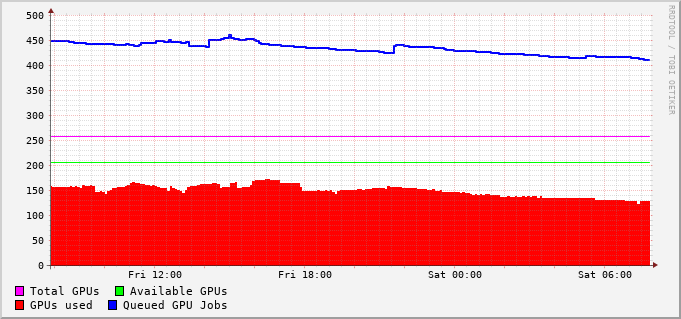 500
450
400
350
300
250
200
150
100
50
0
Fri 12:00 Fri 18:00 Sat 00:00 Sat 06:00
Total GPUs Available GPUs
GPUs used Queued GPU Jobs
RRDTOOL / TOBI OETIKER